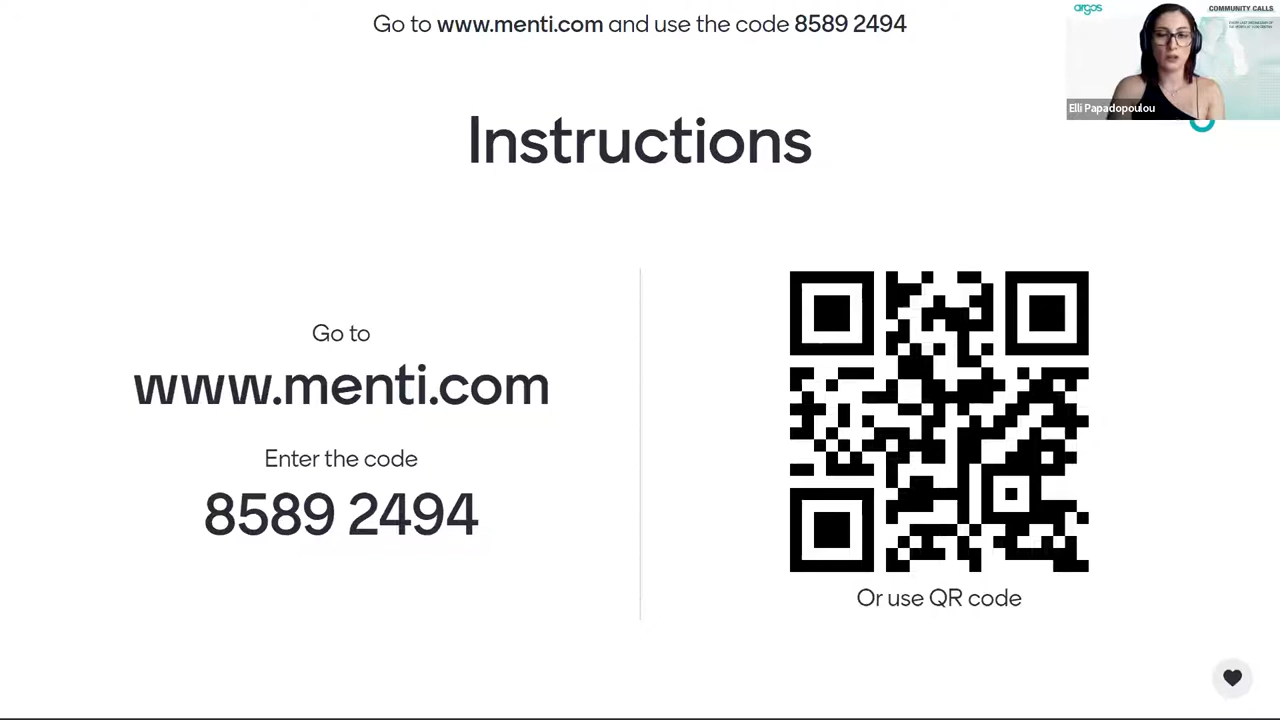 Go to www.menti.com and use the code 8589 2494
argos
COMMUNITY CALLS
Elli Papadopoulou
Instructions
Go to
www.menti.com
Enter the code
8589 2494
Or use QR code